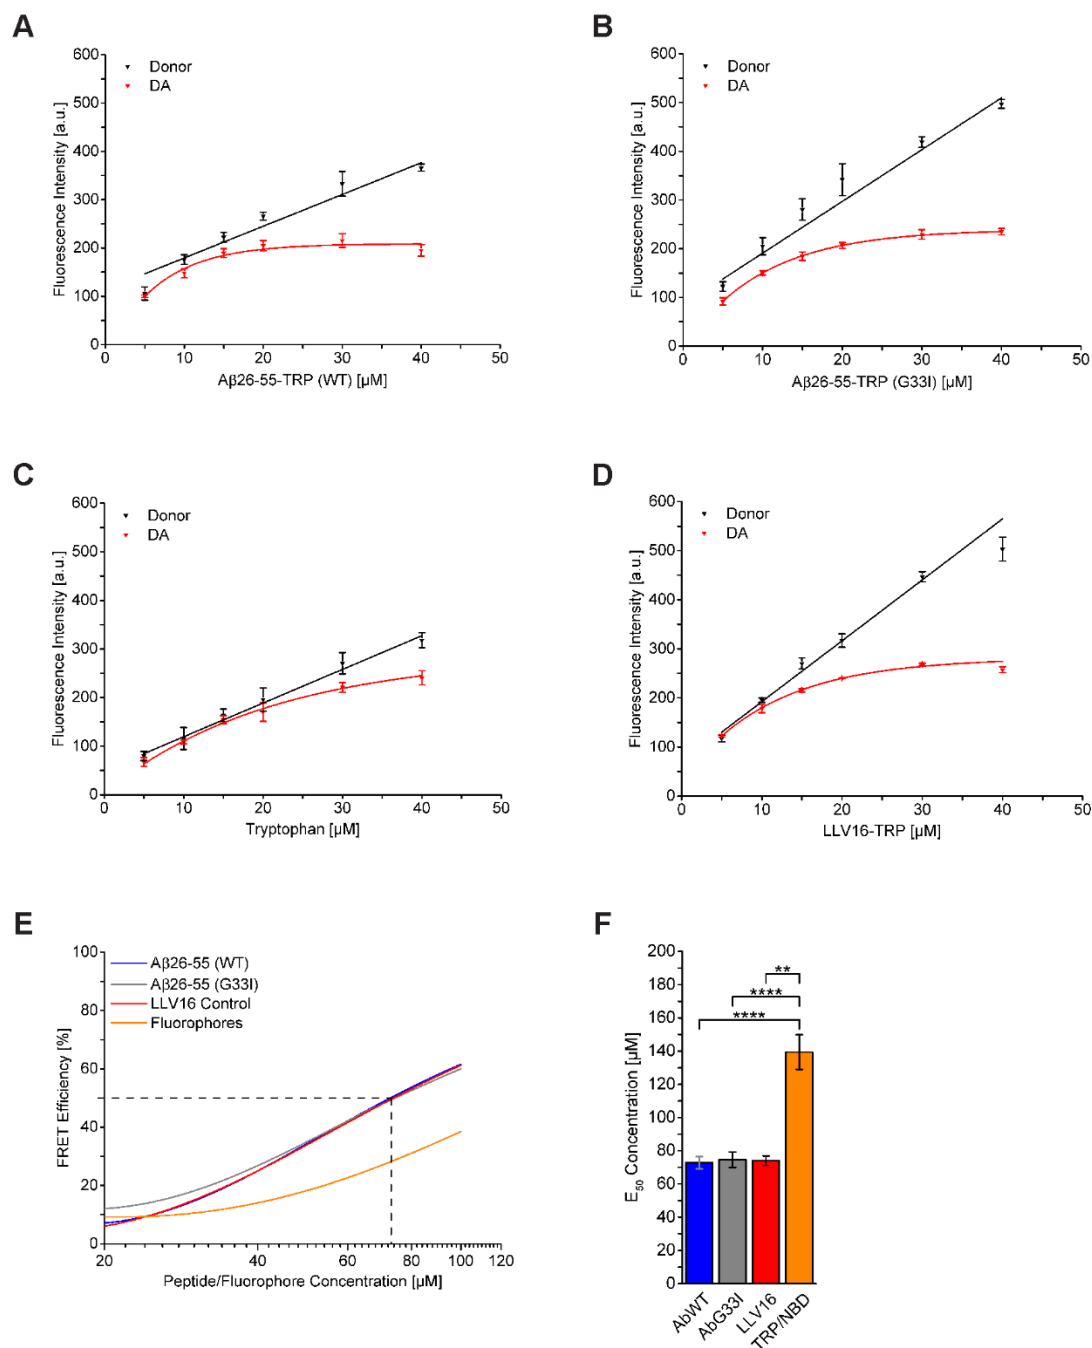 A
600
500
400
300
200
100
0
Fluorescence Intensity [a.u.]
Donor
DA
0 10 20 30 40 50
Aβ26-55-TRP (WT) [µM]
B
600
500
400
300
200
100
0
Fluorescence Intensity [a.u.]
Donor
DA
0 10 20 30 40 50
Aβ26-55-TRP (G33I) [µM]
C
600
500
400
300
200
100
0
Fluorescence Intensity [a.u.]
Donor
DA
0 10 20 30 40 50
Tryptophan [µM]
D
600
500
400
300
200
100
0
Fluorescence Intensity [a.u.]
Donor
DA
0 10 20 30 40 50
LLV16-TRP [µM]
E
100
80
60
40
20
0
FRET Efficiency [%]
Aβ26-55 (WT)
Aβ26-55 (G33I)
LLV16 Control
Fluorophores
20 40 60 80 100 120
Peptide/Fluorophore Concentration [µM]
F
200
180
160
140
120
100
80
60
40
20
0
E50 Concentration [µM]
**
****
****
AbWT
AbG33I
LLV16
TRP/NBD